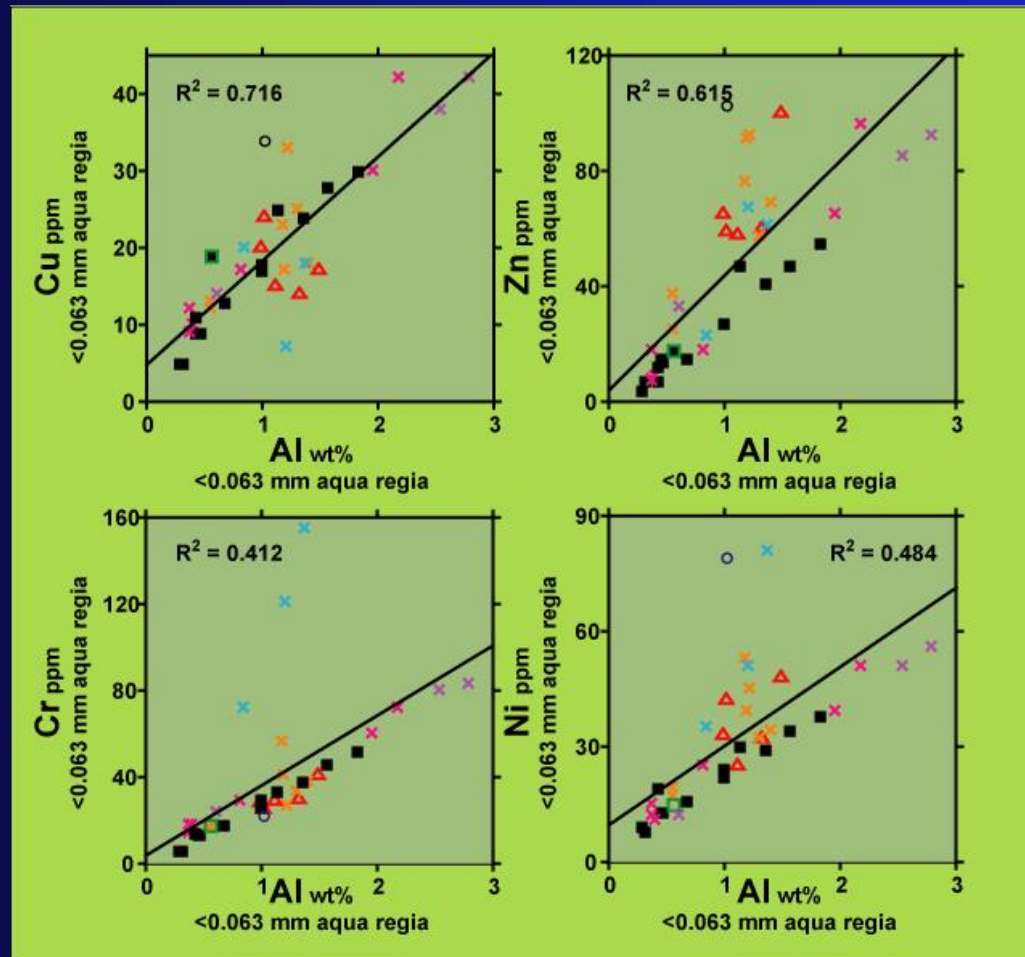 R² = 0.716
Cu ppm
<0.063 mm aqua regia
40
30
20
10
0
0 1 2 3
Al wt%
<0.063 mm aqua regia
R² = 0.615
Zn ppm
<0.063 mm aqua regia
120
80
40
0
0 1 2 3
Al wt%
<0.063 mm aqua regia
R² = 0.412
Cr ppm
<0.063 mm aqua regia
160
120
80
40
0
0 1 2 3
Al wt%
<0.063 mm aqua regia
R² = 0.484
Ni ppm
<0.063 mm aqua regia
90
60
30
0
0 1 2 3
Al wt%
<0.063 mm aqua regia